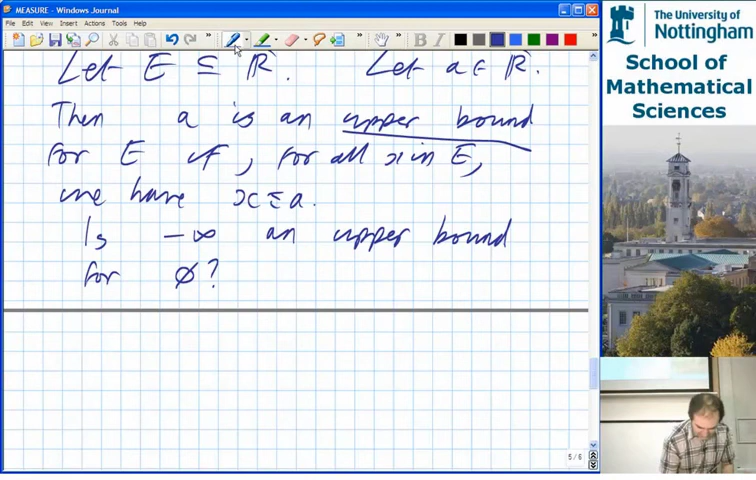 MEASURE - Windows Journal
File Edit View Insert Actions Tools Help
B I
Let E ⊆ ℝ. Let a ∈ ℝ.
Then a is an upper bound
for E if, for all x in E,
we have x ≤ a.
Is -∞ an upper bound
for ∅?
5/6
The University of
Nottingham
School of
Mathematical
Sciences